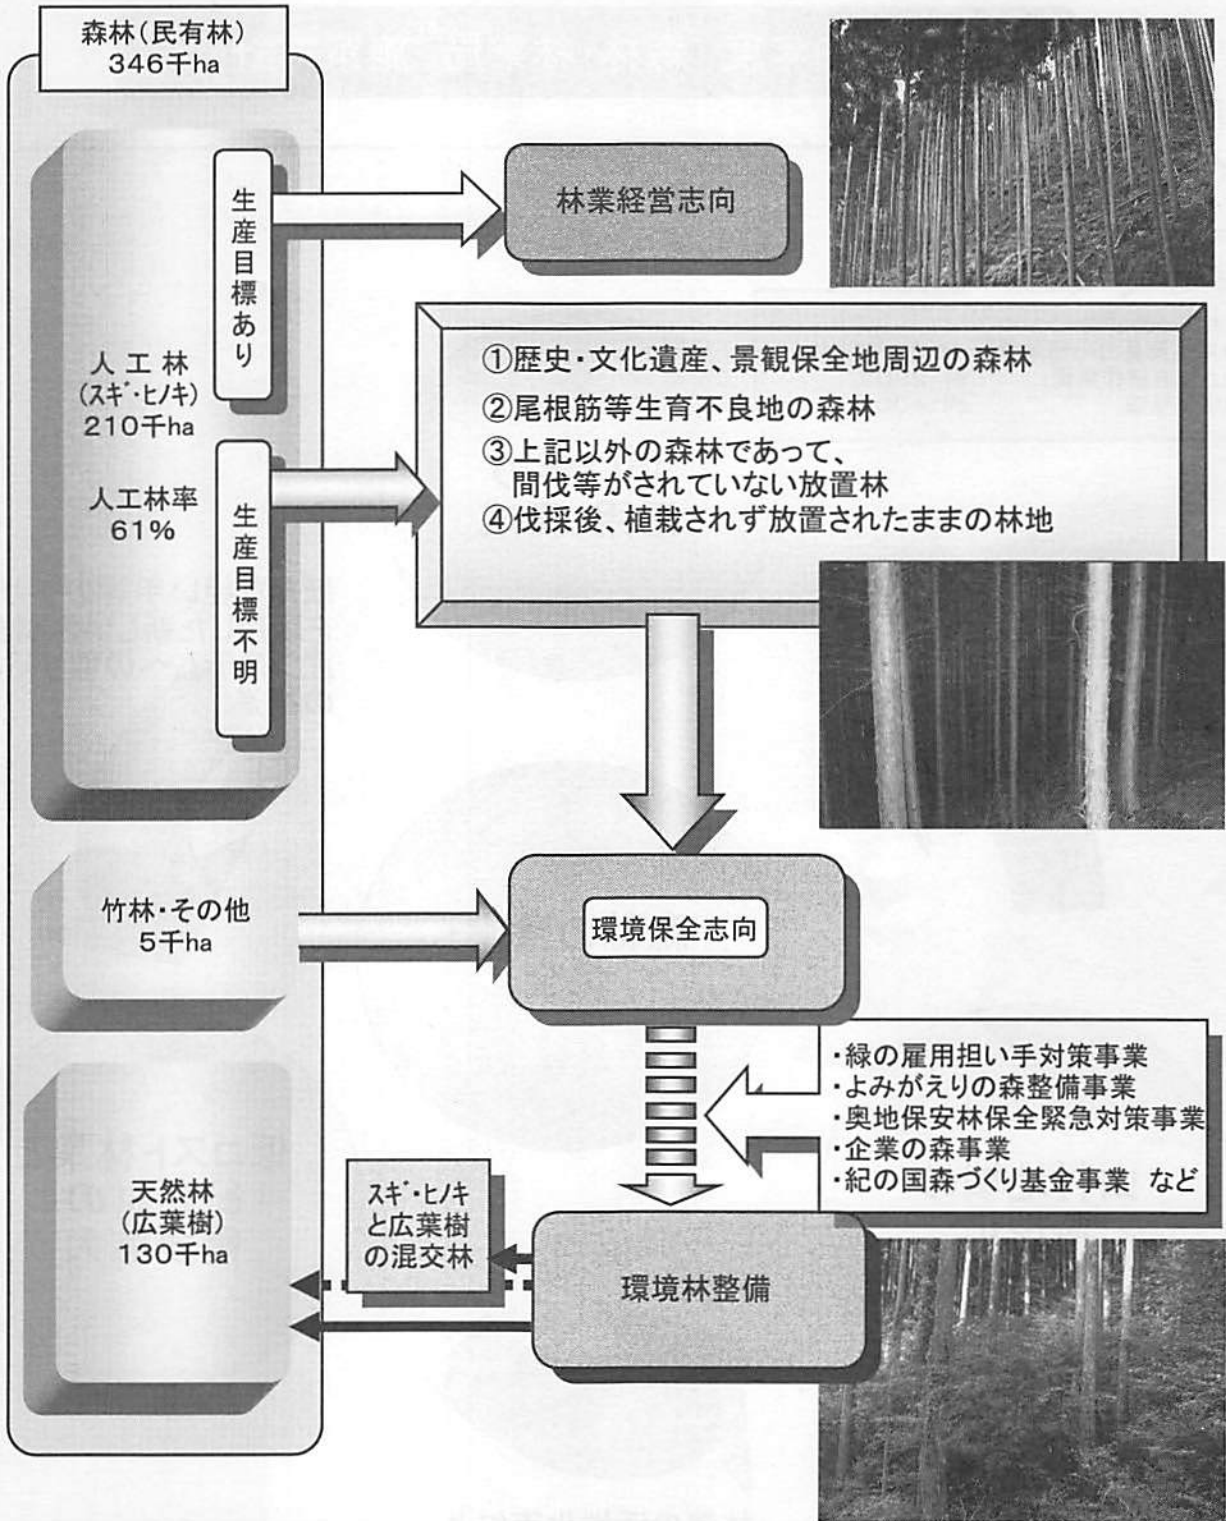 森林(民有林)
346千ha
生産目標あり
林業経営志向
人工林
(スギ・ヒノキ)
210千ha
人工林率
61%
生産目標不明
①歴史・文化遺産、景観保全地周辺の森林
②尾根筋等生育不良地の森林
③上記以外の森林であって、
間伐等がされていない放置林
④伐採後、植栽されず放置されたままの林地
竹林・その他
5千ha
環境保全志向
・緑の雇用担い手対策事業
・よみがえりの森整備事業
・奥地保安林保全緊急対策事業
・企業の森事業
・紀の国森づくり基金事業 など
天然林
(広葉樹)
130千ha
スギ・ヒノキ
と広葉樹
の混交林
環境林整備